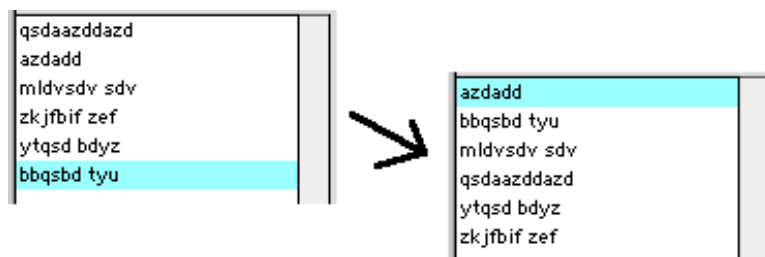 qsdaazddazd
azdadd
mldvsdv sdv
zkjfbif zef
ytqsd bdyz
bbqsbd tyu
azdadd
bbqsbd tyu
mldvsdv sdv
qsdaazddazd
ytqsd bdyz
zkjfbif zef